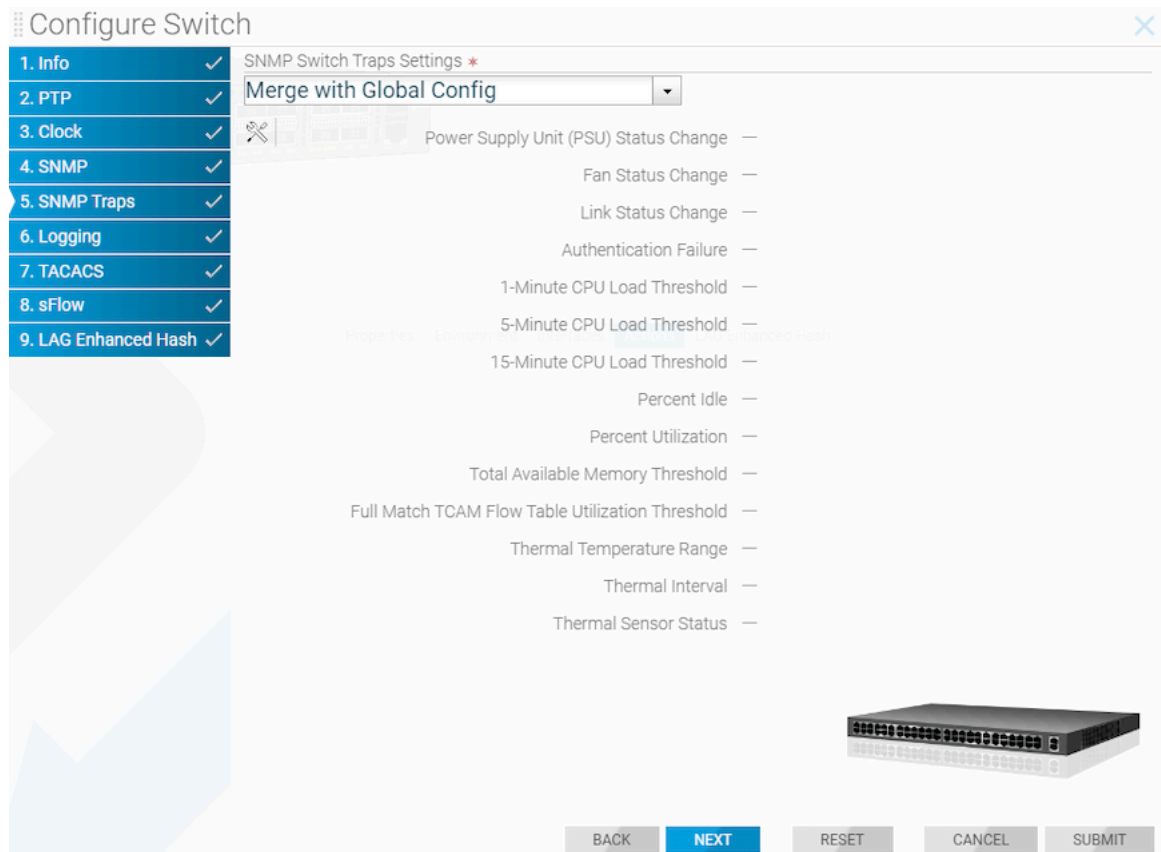 Configure Switch
1. Info
2. PTP
3. Clock
4. SNMP
5. SNMP Traps
6. Logging
7. TACACS
8. sFlow
9. LAG Enhanced Hash
SNMP Switch Traps Settings *
Merge with Global Config
Power Supply Unit (PSU) Status Change —
Fan Status Change —
Link Status Change —
Authentication Failure —
1-Minute CPU Load Threshold —
5-Minute CPU Load Threshold —
Properties
15-Minute CPU Load Threshold —
Percent Idle —
Percent Utilization —
Total Available Memory Threshold —
Full Match TCAM Flow Table Utilization Threshold —
Thermal Temperature Range —
Thermal Interval —
Thermal Sensor Status —
BACK NEXT RESET CANCEL SUBMIT